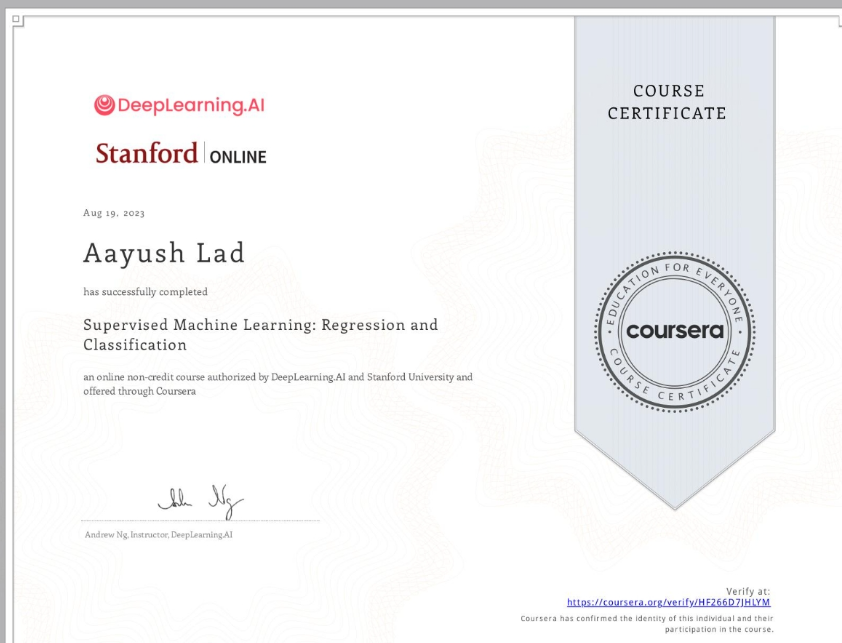 DeepLearning.AI
Stanford | ONLINE
Aug 19, 2023
Aayush Lad
has successfully completed
Supervised Machine Learning: Regression and
Classification
an online non-credit course authorized by DeepLearning.AI and Stanford University and
offered through Coursera
Andrew Ng, Instructor, DeepLearning.AI
COURSE
CERTIFICATE
EDUCATION FOR EVERYONE
coursera
COURSE CERTIFICATE
Verify at:
https://coursera.org/verify/HF266D7JHLYM
Coursera has confirmed the identity of this individual and their
participation in the course.